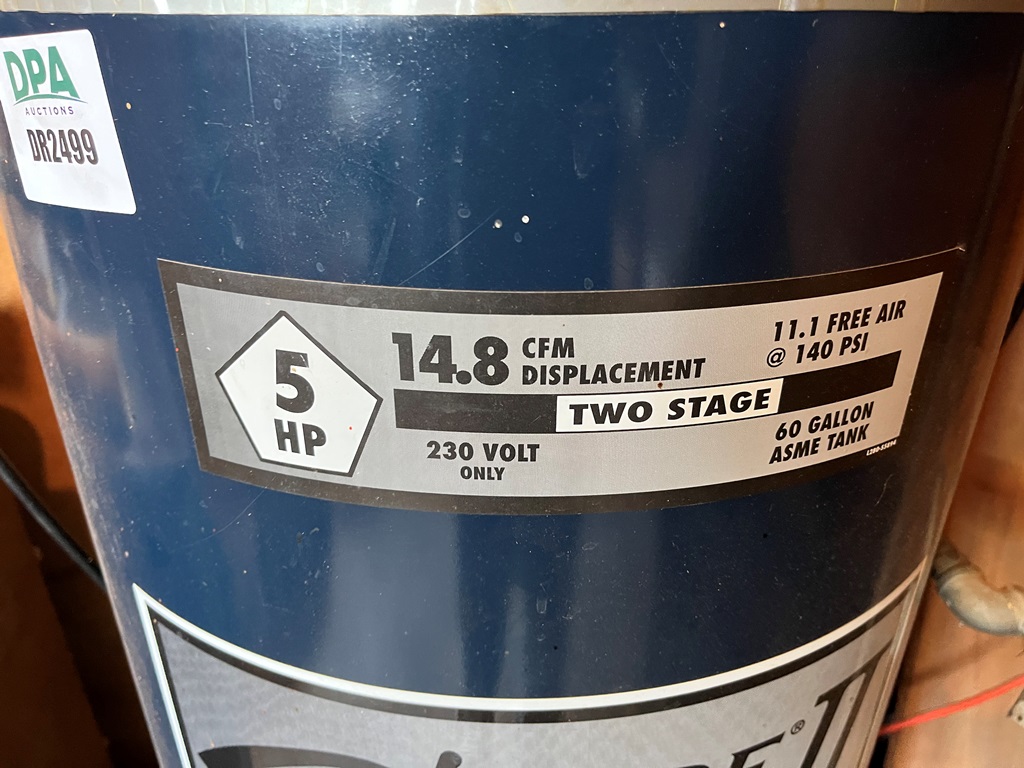 DPA
AUCTIONS
DR2499
5
HP
14.8 CFM
DISPLACEMENT
11.1 FREE AIR
@ 140 PSI
TWO STAGE
230 VOLT
ONLY
60 GALLON
ASME TANK